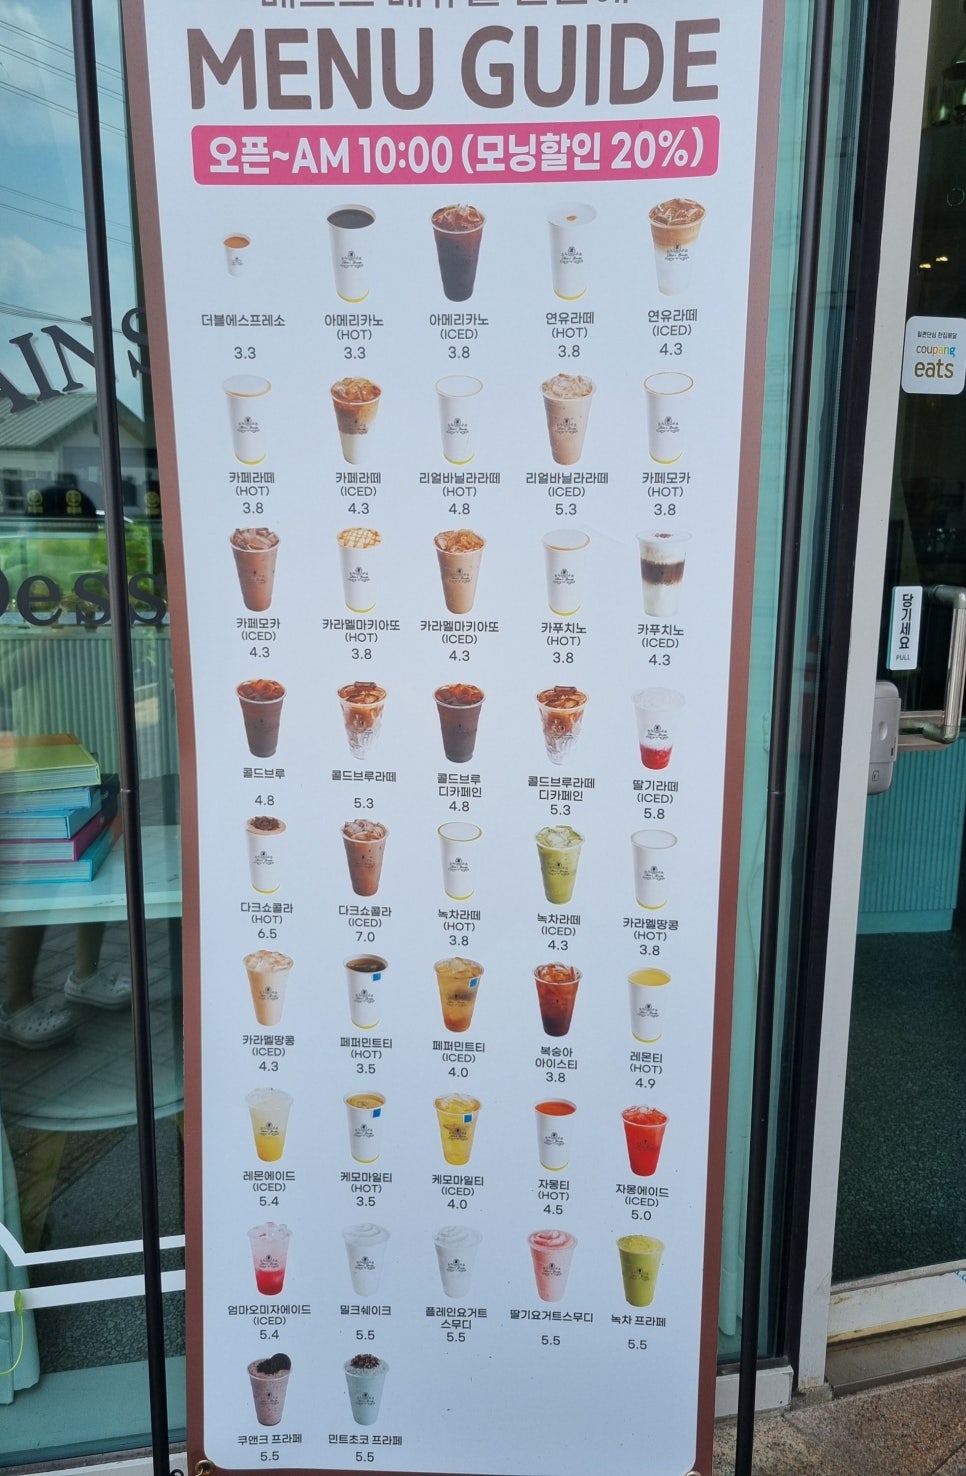 MENU GUIDE
오픈~AM 10:00 (모닝할인 20%)
더블에스프레소
3.3
아메리카노
(HOT)
3.3
아메리카노
(ICED)
3.8
연유라떼
(HOT)
3.8
연유라떼
(ICED)
4.3
카페라떼
(HOT)
3.8
카페라떼
(ICED)
4.3
리얼바닐라라떼
(HOT)
4.8
리얼바닐라라떼
(ICED)
5.3
카페모카
(HOT)
3.8
카페모카
(ICED)
4.3
카라멜마키아또
(HOT)
3.8
카라멜마키아또
(ICED)
4.3
카푸치노
(HOT)
3.8
카푸치노
(ICED)
4.3
콜드브루
4.8
콜드브루라떼
5.3
콜드브루
디카페인
4.8
콜드브루라떼
디카페인
5.3
딸기라떼
(ICED)
5.8
다크쇼콜라
(HOT)
6.5
다크쇼콜라
(ICED)
7.0
녹차라떼
(HOT)
3.8
녹차라떼
(ICED)
4.3
카라멜땅콩
(HOT)
3.8
카라멜땅콩
(ICED)
4.3
페퍼민트티
(HOT)
3.5
페퍼민트티
(ICED)
4.0
복숭아
아이스티
3.8
레몬티
(HOT)
4.9
레몬에이드
(ICED)
5.4
케모마일티
(HOT)
3.5
케모마일티
(ICED)
4.0
자몽티
(HOT)
4.5
자몽에이드
(ICED)
5.0
엄마오미자에이드
(ICED)
5.4
밀크쉐이크
5.5
플레인요거트
스무디
5.5
딸기요거트스무디
5.5
녹차 프라페
5.5
쿠앤크 프라페
5.5
민트초코 프라페
5.5
AINS
Dess
coupang
eats
당기세요
PULL